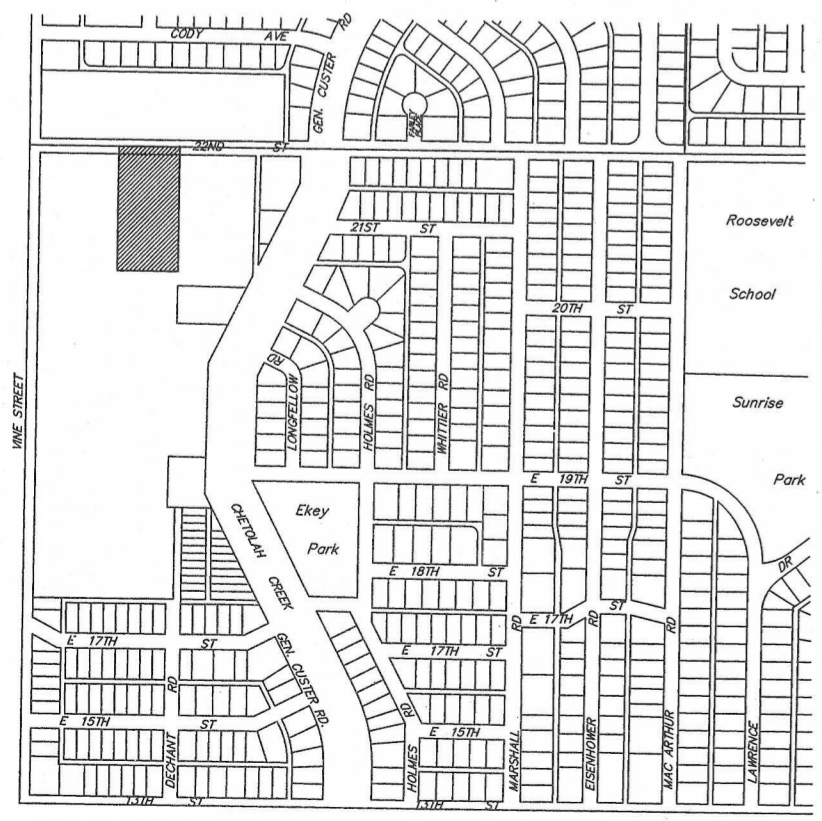 RD
CODY AVE
GEN. CUSTER
22ND ST
Roosevelt
21ST ST
School
20TH ST
VINE STREET
RD
LONGFELLOW
HOLMES RD
WHITTIER RD
Sunrise
E 19TH ST
Park
Ekey
Park
CHETOLAH
CREEK
E 18TH ST
DR
ST
E 17TH
RD
RD
RD
E 17TH ST
E 17TH ST
GEN. CUSTER RD.
RD
RD
E 15TH ST
E 15TH ST
DECHANT
HOLMES
MARSHALL
EISENHOWER
MAC ARTHUR
LAWRENCE
13TH ST
13TH ST